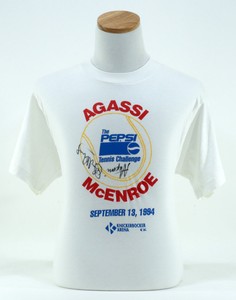 AGASSI
The
PEPSI
Tennis Challenge
McENROE
SEPTEMBER 13, 1994
KNICKERBOCKER
ARENA